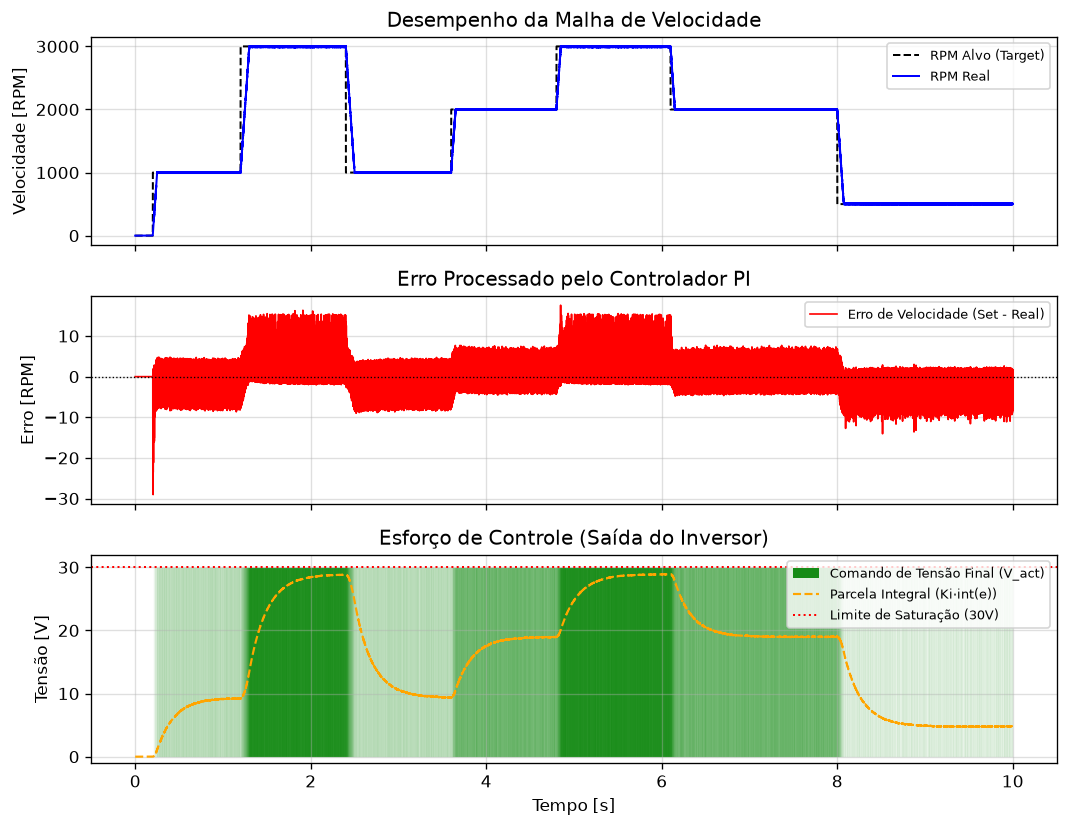 Desempenho da Malha de Velocidade
3000
2000
1000
0
Velocidade [RPM]
RPM Alvo (Target)
RPM Real
Erro Processado pelo Controlador PI
10
0
−10
−20
−30
Erro [RPM]
Erro de Velocidade (Set - Real)
Esforço de Controle (Saída do Inversor)
30
20
10
0
Tensão [V]
Comando de Tensão Final (V_act)
Parcela Integral (Ki·int(e))
Limite de Saturação (30V)
0 2 4 6 8 10
Tempo [s]